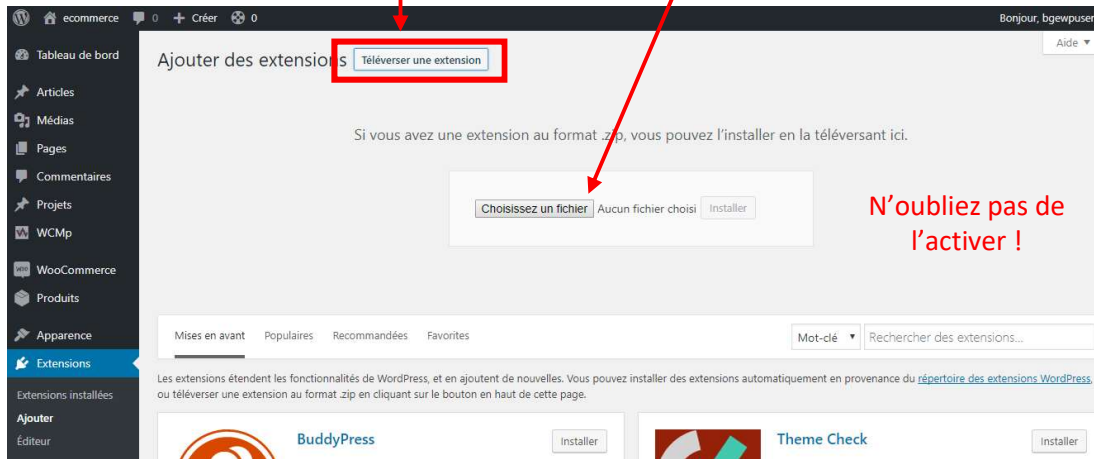 ecommerce 0 + Créer 0 Bonjour, bgewpuser
Aide ▼
Tableau de bord
Articles
Médias
Pages
Commentaires
Projets
WCMp
WooCommerce
Produits
Apparence
Extensions
Extensions installées
Ajouter
Éditeur
Ajouter des extensions Téléverser une extension
Si vous avez une extension au format .zip, vous pouvez l'installer en la téléversant ici.
Choisissez un fichier Aucun fichier choisi Installer
N'oubliez pas de
l'activer !
Mises en avant Populaires Recommandées Favorites Mot-clé ▼ Rechercher des extensions...
Les extensions étendent les fonctionnalités de WordPress, et en ajoutent de nouvelles. Vous pouvez installer des extensions automatiquement en provenance du répertoire des extensions WordPress,
ou téléverser une extension au format .zip en cliquant sur le bouton en haut de cette page.
BuddyPress Installer
Theme Check Installer